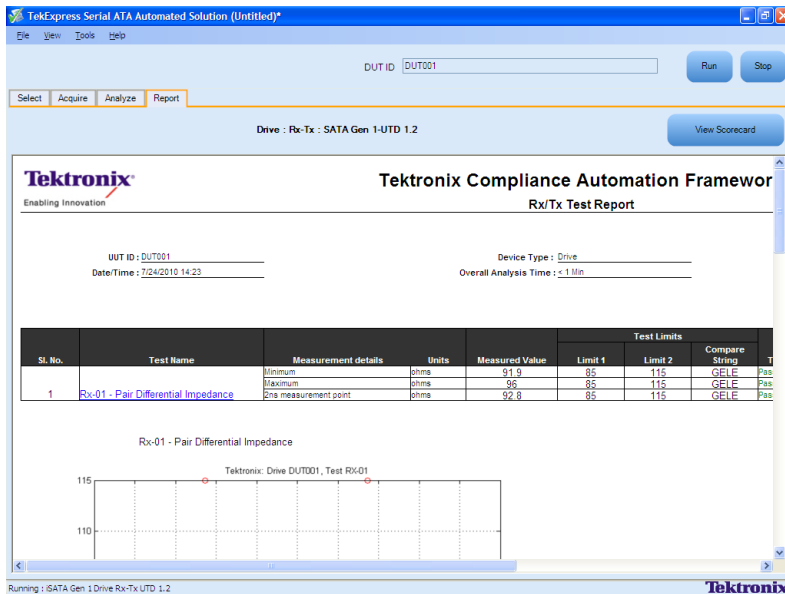 TekExpress Serial ATA Automated Solution (Untitled)*
File View Tools Help
DUT ID DUT001 Run Stop
Select Acquire Analyze Report
Drive : Rx-Tx : SATA Gen 1-UTD 1.2 View Scorecard
Tektronix Tektronix Compliance Automation Framewor
Enabling Innovation Rx/Tx Test Report
UUT ID : DUT001 Device Type : Drive
Date/Time : 7/24/2010 14:23 Overall Analysis Time : < 1 Min
Test Limits
Sl. No. Test Name Measurement details Units Measured Value Limit 1 Limit 2 Compare String T
Minimum ohms 91.9 85 115 GELE Pas
Maximum ohms 96 85 115 GELE Pas
1 Rx-01 - Pair Differential Impedance 2ns measurement point ohms 92.8 85 115 GELE Pas
Rx-01 - Pair Differential Impedance
Tektronix: Drive DUT001, Test RX-01
115
110
Running : iSATA Gen 1 Drive Rx-Tx UTD 1.2 Tektronix